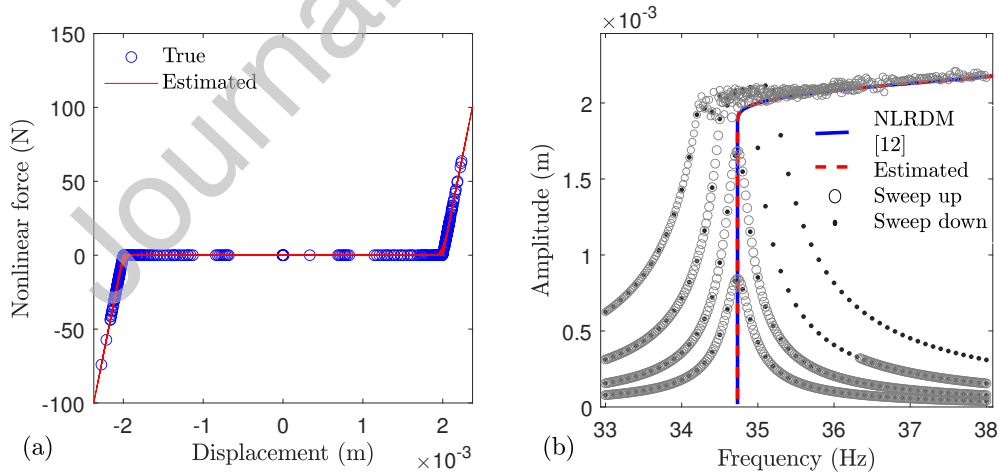 150
100
50
0
-50
-100
Nonlinear force (N)
True
Estimated
-2
-1
0
1
2
Displacement (m)
×10⁻³
(a)
Journal
×10⁻³
2
1.5
1
0.5
0
Amplitude (m)
NLRDM
[12]
Estimated
Sweep up
Sweep down
33
34
35
36
37
38
Frequency (Hz)
(b)